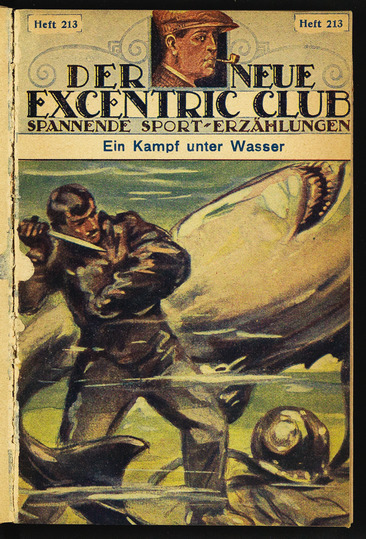 Heft 213
Heft 213
DER NEUE
EXCENTRIC CLUB
SPANNENDE SPORT-ERZÄHLUNGEN
Ein Kampf unter Wasser